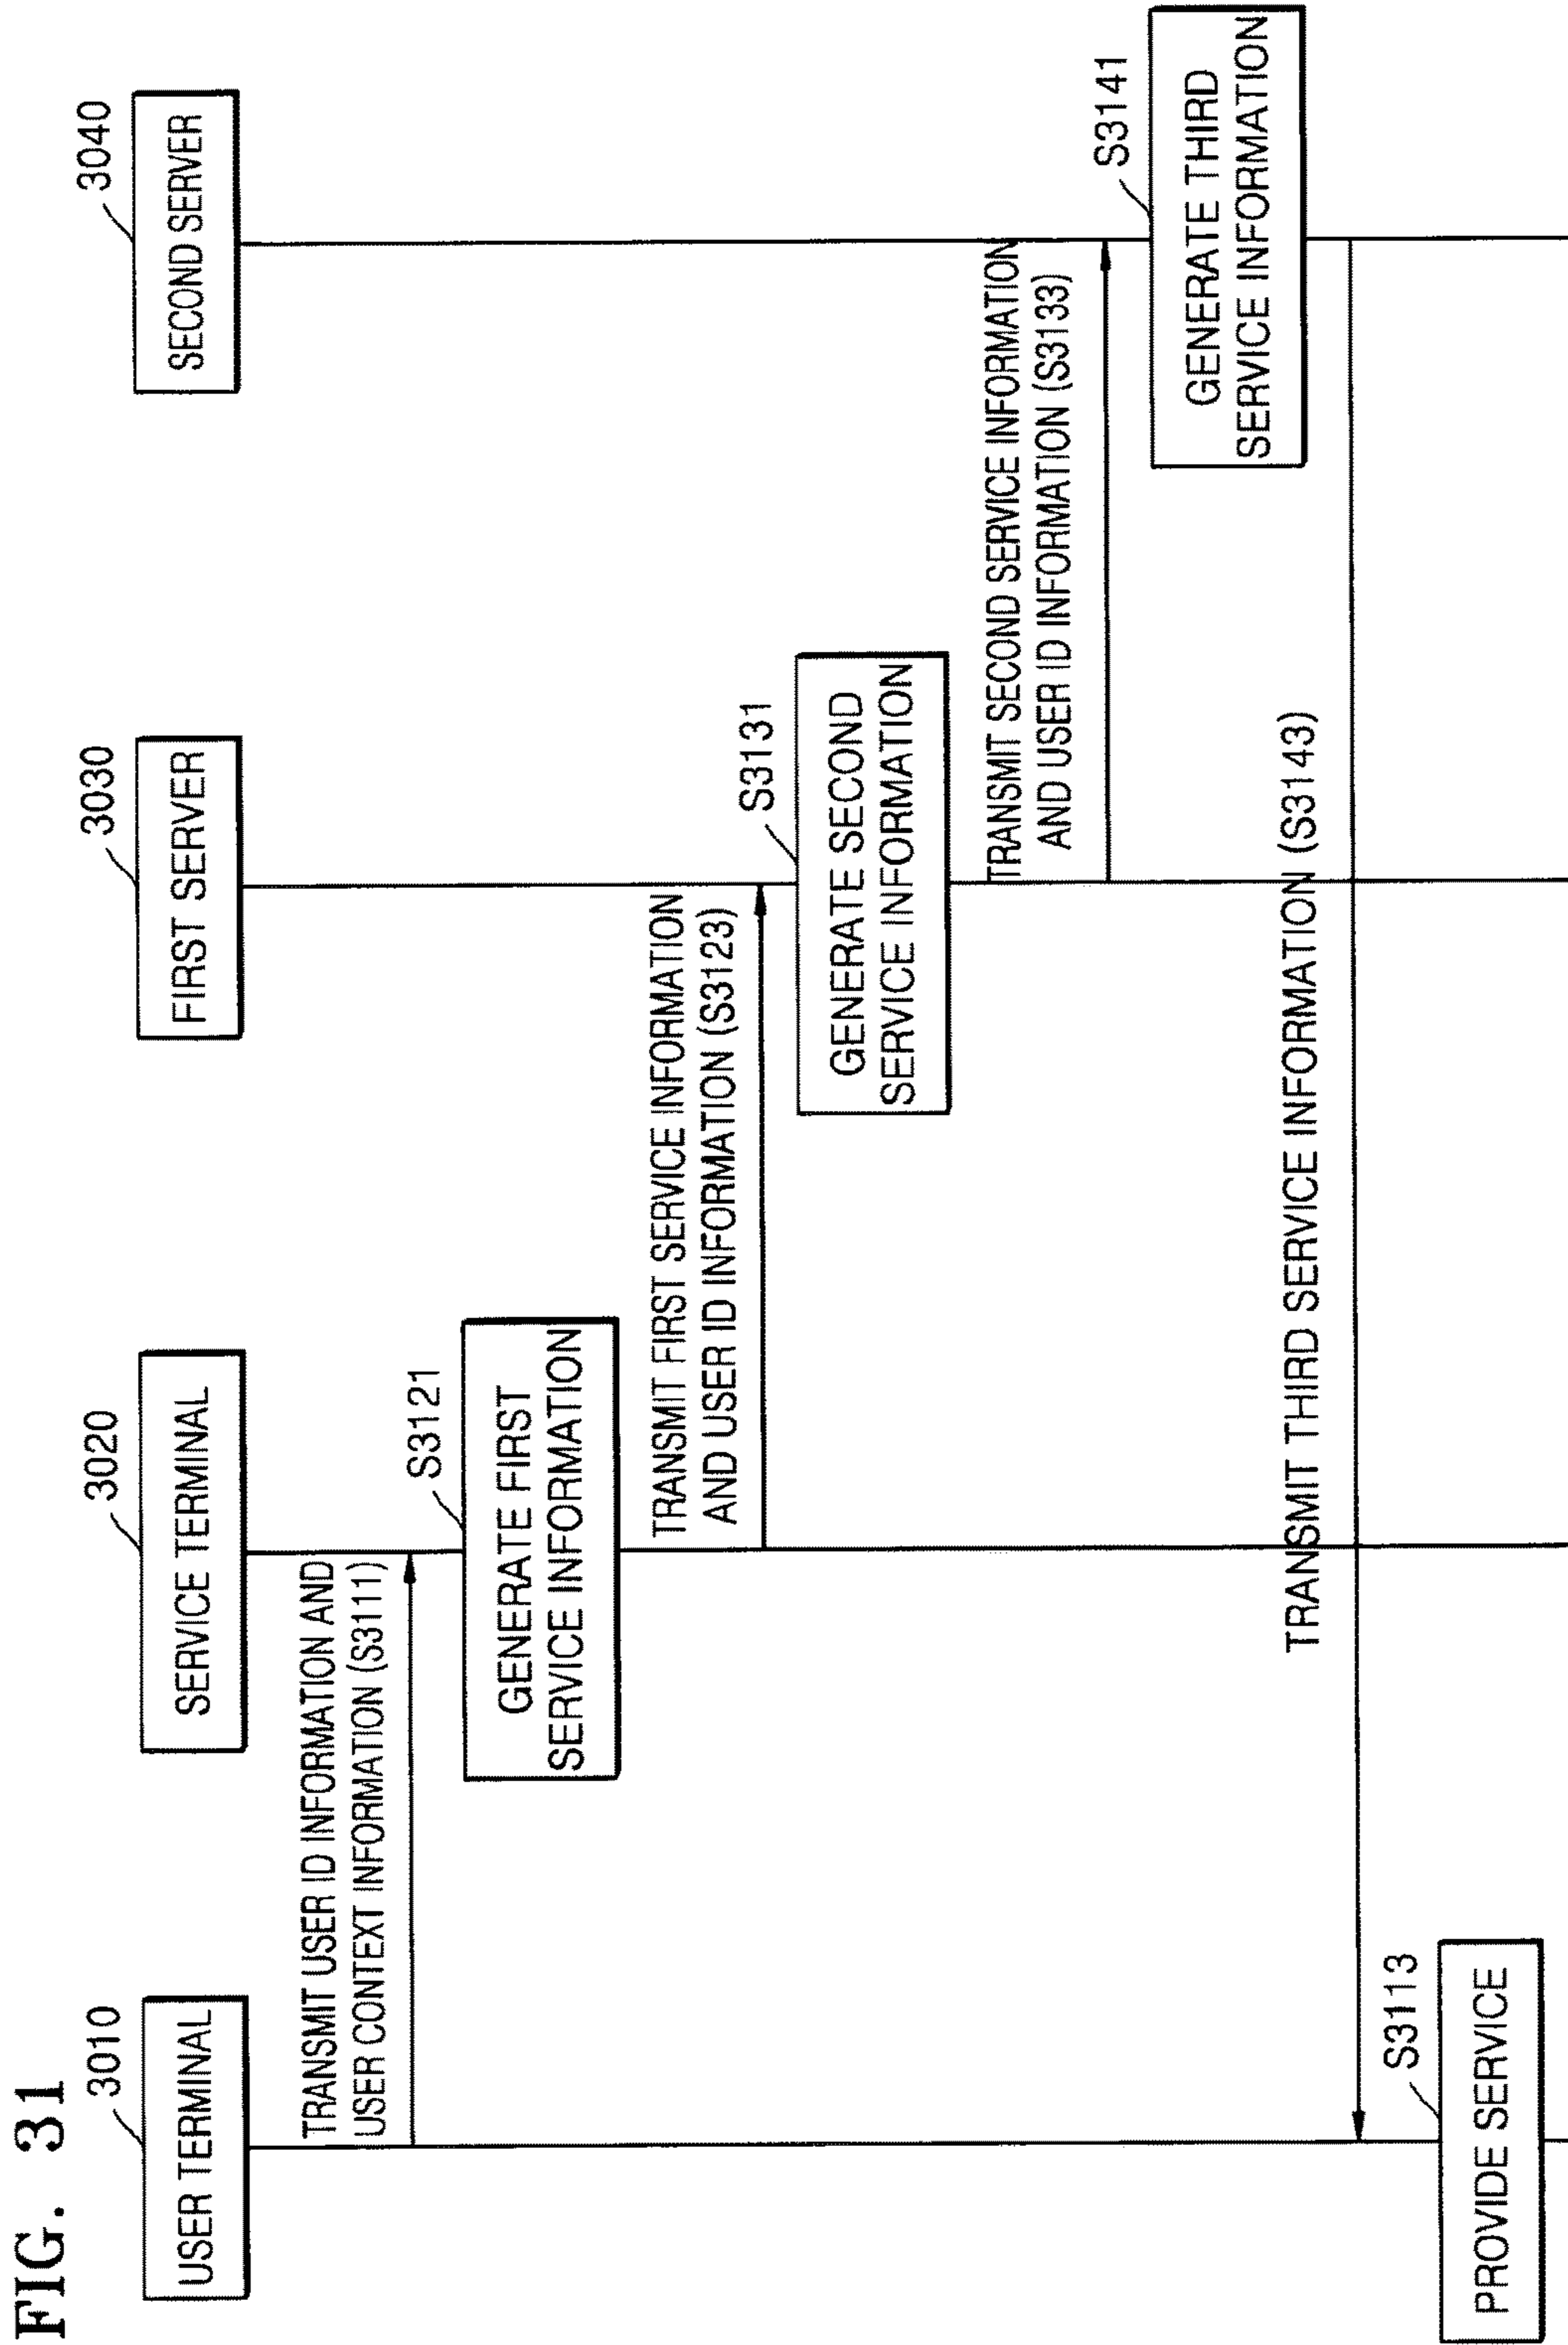 FIG. 31
3010
USER TERMINAL
3020
SERVICE TERMINAL
3030
FIRST SERVER
3040
SECOND SERVER
TRANSMIT USER ID INFORMATION AND
USER CONTEXT INFORMATION (S3111)
S3121
GENERATE FIRST
SERVICE INFORMATION
TRANSMIT FIRST SERVICE INFORMATION
AND USER ID INFORMATION (S3123)
S3131
GENERATE SECOND
SERVICE INFORMATION
TRANSMIT SECOND SERVICE INFORMATION
AND USER ID INFORMATION (S3133)
S3141
GENERATE THIRD
SERVICE INFORMATION
TRANSMIT THIRD SERVICE INFORMATION (S3143)
S3113
PROVIDE SERVICE